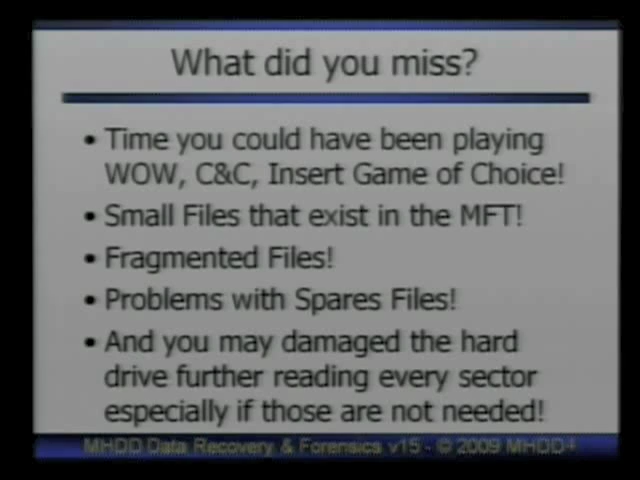 What did you miss?
• Time you could have been playing
WOW, C&C, Insert Game of Choice!
• Small Files that exist in the MFT!
• Fragmented Files!
• Problems with Spares Files!
• And you may damaged the hard
drive further reading every sector
especially if those are not needed!
MHDD Data Recovery & Forensics v15 - © 2009 MHDD